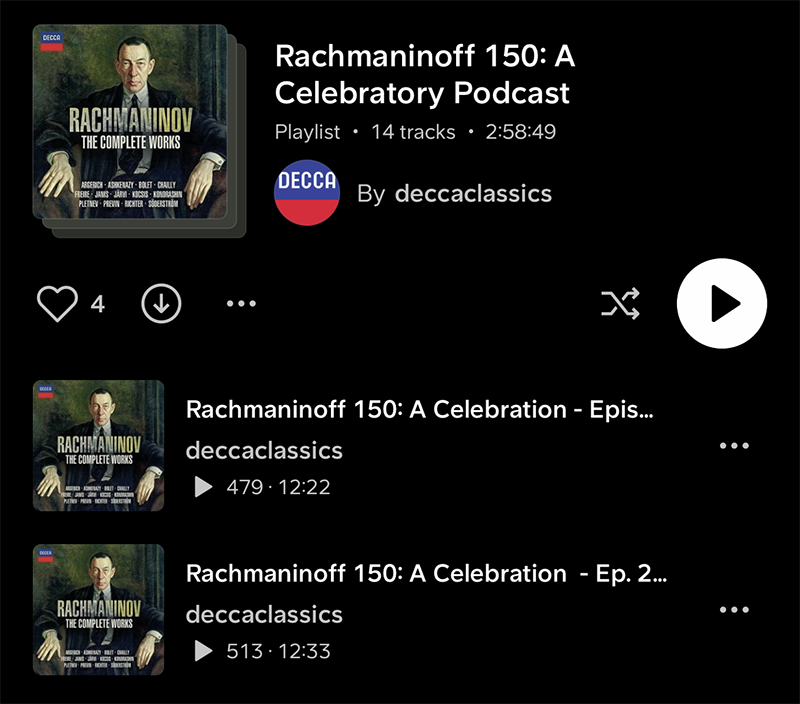 DECCA
RACHMANINOV
THE COMPLETE WORKS
ARGERICH · ASHKENAZY · BOLET · CHAILLY
FREIRE · JANIS · JÄRVI · KOCSIS · KONDRASHIN
PLETNEV · PREVIN · RICHTER · SÖDERSTRÖM
Rachmaninoff 150: A
Celebratory Podcast
Playlist • 14 tracks • 2:58:49
DECCA
By deccaclassics
4
DECCA
RACHMANINOV
THE COMPLETE WORKS
ARGERICH · ASHKENAZY · BOLET · CHAILLY
FREIRE · JANIS · JÄRVI · KOCSIS · KONDRASHIN
PLETNEV · PREVIN · RICHTER · SÖDERSTRÖM
Rachmaninoff 150: A Celebration - Epis...
deccaclassics
479 · 12:22
DECCA
RACHMANINOV
THE COMPLETE WORKS
ARGERICH · ASHKENAZY · BOLET · CHAILLY
FREIRE · JANIS · JÄRVI · KOCSIS · KONDRASHIN
PLETNEV · PREVIN · RICHTER · SÖDERSTRÖM
Rachmaninoff 150: A Celebration - Ep. 2...
deccaclassics
513 · 12:33